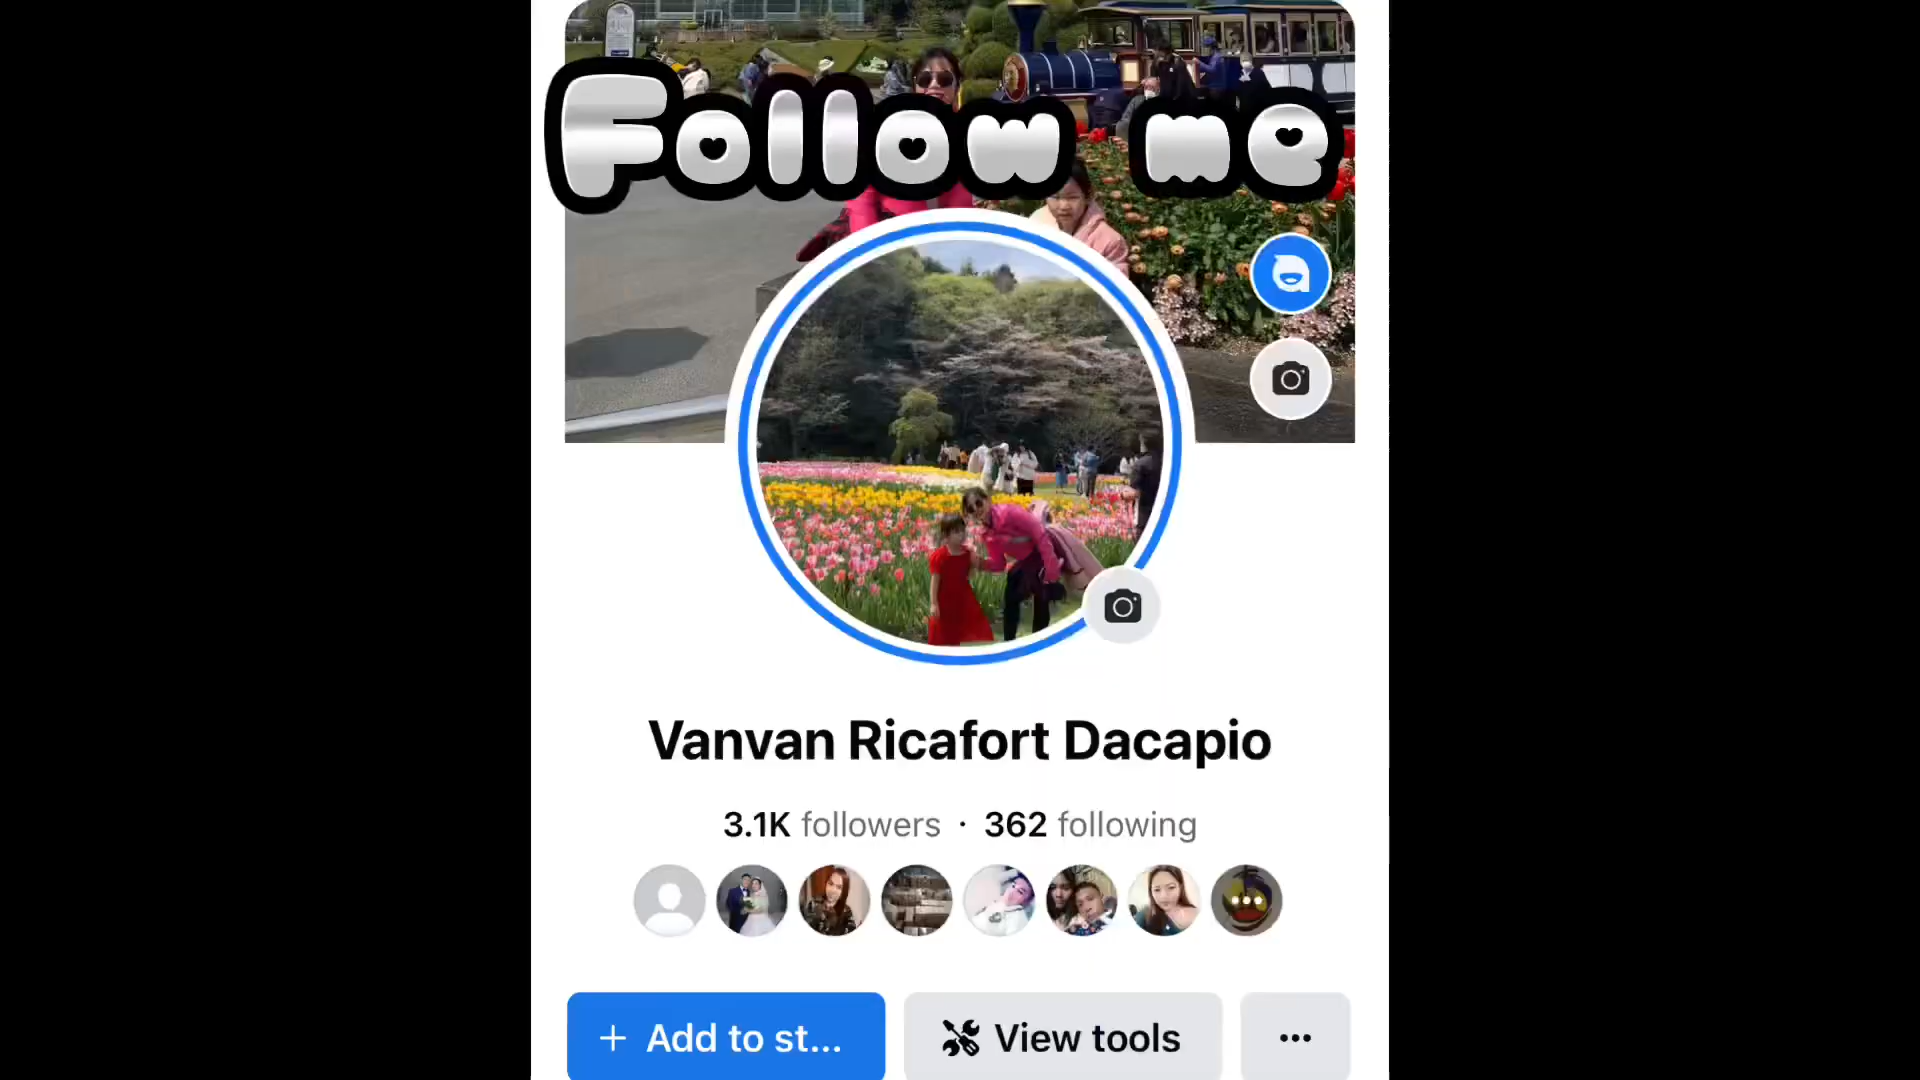 Follow me
Vanvan Ricafort Dacapio
3.1K followers · 362 following
+ Add to st...
View tools